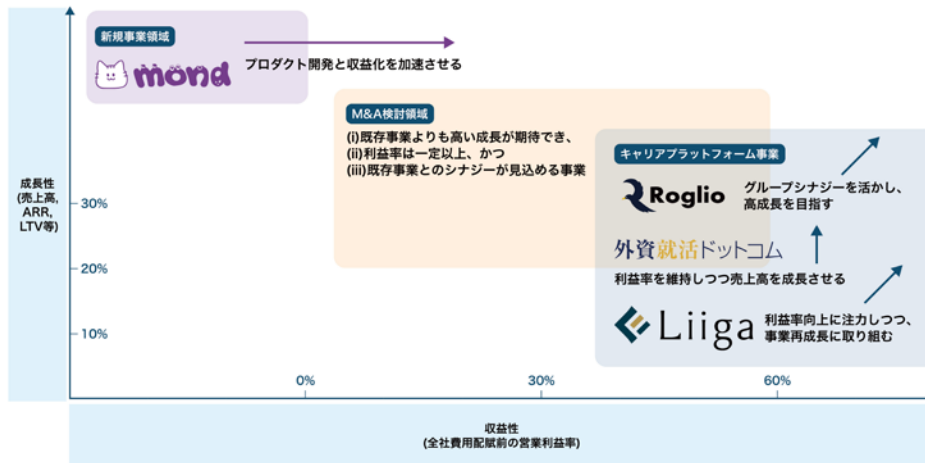 新規事業領域
mond
プロダクト開発と収益化を加速させる
M&A検討領域
(i)既存事業よりも高い成長が期待でき、
(ii)利益率は一定以上、かつ
(iii)既存事業とのシナジーが見込める事業
キャリアプラットフォーム事業
Roglio
グループシナジーを活かし、
高成長を目指す
外資就活ドットコム
利益率を維持しつつ売上高を成長させる
Liiga
利益率向上に注力しつつ、
事業再成長に取り組む
成長性
(売上高,
ARR,
LTV等)
30%
20%
10%
0%
30%
60%
収益性
(全社費用配賦前の営業利益率)